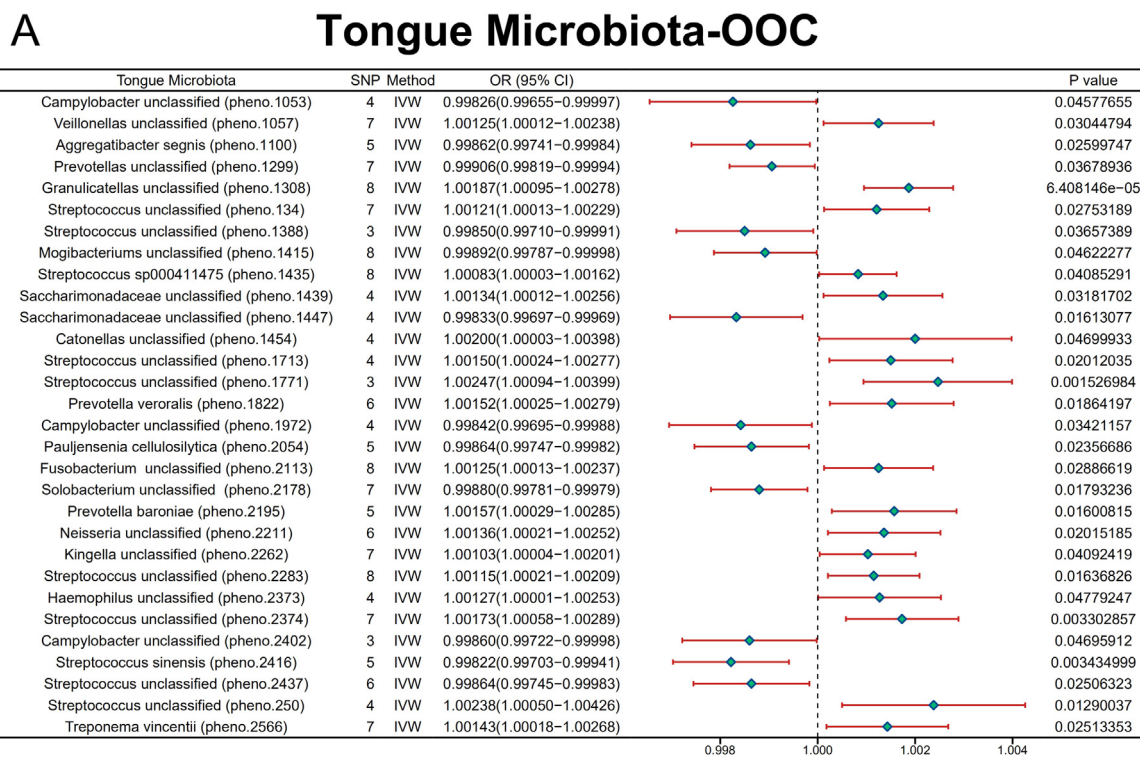 A
Tongue Microbiota-OOC
Tongue Microbiota SNP Method OR (95% CI) P value
Campylobacter unclassified (pheno.1053) 4 IVW 0.99826(0.99655−0.99997) 0.04577655
Veillonellas unclassified (pheno.1057) 7 IVW 1.00125(1.00012−1.00238) 0.03044794
Aggregatibacter segnis (pheno.1100) 5 IVW 0.99862(0.99741−0.99984) 0.02599747
Prevotellas unclassified (pheno.1299) 7 IVW 0.99906(0.99819−0.99994) 0.03678936
Granulicatellas unclassified (pheno.1308) 8 IVW 1.00187(1.00095−1.00278) 6.408146e−05
Streptococcus unclassified (pheno.134) 7 IVW 1.00121(1.00013−1.00229) 0.02753189
Streptococcus unclassified (pheno.1388) 3 IVW 0.99850(0.99710−0.99991) 0.03657389
Mogibacteriums unclassified (pheno.1415) 8 IVW 0.99892(0.99787−0.99998) 0.04622277
Streptococcus sp000411475 (pheno.1435) 8 IVW 1.00083(1.00003−1.00162) 0.04085291
Saccharimonadaceae unclassified (pheno.1439) 4 IVW 1.00134(1.00012−1.00256) 0.03181702
Saccharimonadaceae unclassified (pheno.1447) 4 IVW 0.99833(0.99697−0.99969) 0.01613077
Catonellas unclassified (pheno.1454) 4 IVW 1.00200(1.00003−1.00398) 0.04699933
Streptococcus unclassified (pheno.1713) 4 IVW 1.00150(1.00024−1.00277) 0.02012035
Streptococcus unclassified (pheno.1771) 3 IVW 1.00247(1.00094−1.00399) 0.001526984
Prevotella veroralis (pheno.1822) 6 IVW 1.00152(1.00025−1.00279) 0.01864197
Campylobacter unclassified (pheno.1972) 4 IVW 0.99842(0.99695−0.99988) 0.03421157
Pauljensenia cellulosilytica (pheno.2054) 5 IVW 0.99864(0.99747−0.99982) 0.02356686
Fusobacterium unclassified (pheno.2113) 8 IVW 1.00125(1.00013−1.00237) 0.02886619
Solobacterium unclassified (pheno.2178) 7 IVW 0.99880(0.99781−0.99979) 0.01793236
Prevotella baroniae (pheno.2195) 5 IVW 1.00157(1.00029−1.00285) 0.01600815
Neisseria unclassified (pheno.2211) 6 IVW 1.00136(1.00021−1.00252) 0.02015185
Kingella unclassified (pheno.2262) 7 IVW 1.00103(1.00004−1.00201) 0.04092419
Streptococcus unclassified (pheno.2283) 8 IVW 1.00115(1.00021−1.00209) 0.01636826
Haemophilus unclassified (pheno.2373) 4 IVW 1.00127(1.00001−1.00253) 0.04779247
Streptococcus unclassified (pheno.2374) 7 IVW 1.00173(1.00058−1.00289) 0.003302857
Campylobacter unclassified (pheno.2402) 3 IVW 0.99860(0.99722−0.99998) 0.04695912
Streptococcus sinensis (pheno.2416) 5 IVW 0.99822(0.99703−0.99941) 0.003434999
Streptococcus unclassified (pheno.2437) 6 IVW 0.99864(0.99745−0.99983) 0.02506323
Streptococcus unclassified (pheno.250) 4 IVW 1.00238(1.00050−1.00426) 0.01290037
Treponema vincentii (pheno.2566) 7 IVW 1.00143(1.00018−1.00268) 0.02513353
0.998 1.000 1.002 1.004